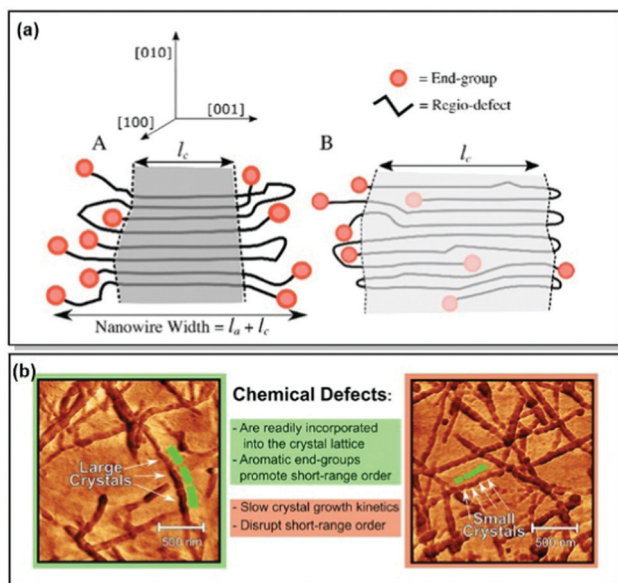 (a)
[010]
[001]
[100]
= End-group
= Regio-defect
A
lc
B
lc
Nanowire Width = la + lc
(b)
Chemical Defects:
- Are readily incorporated
into the crystal lattice
- Aromatic end-groups
promote short-range order
- Slow crystal growth kinetics
- Disrupt short-range order
Large
Crystals
500 nm
Small
Crystals
500 nm